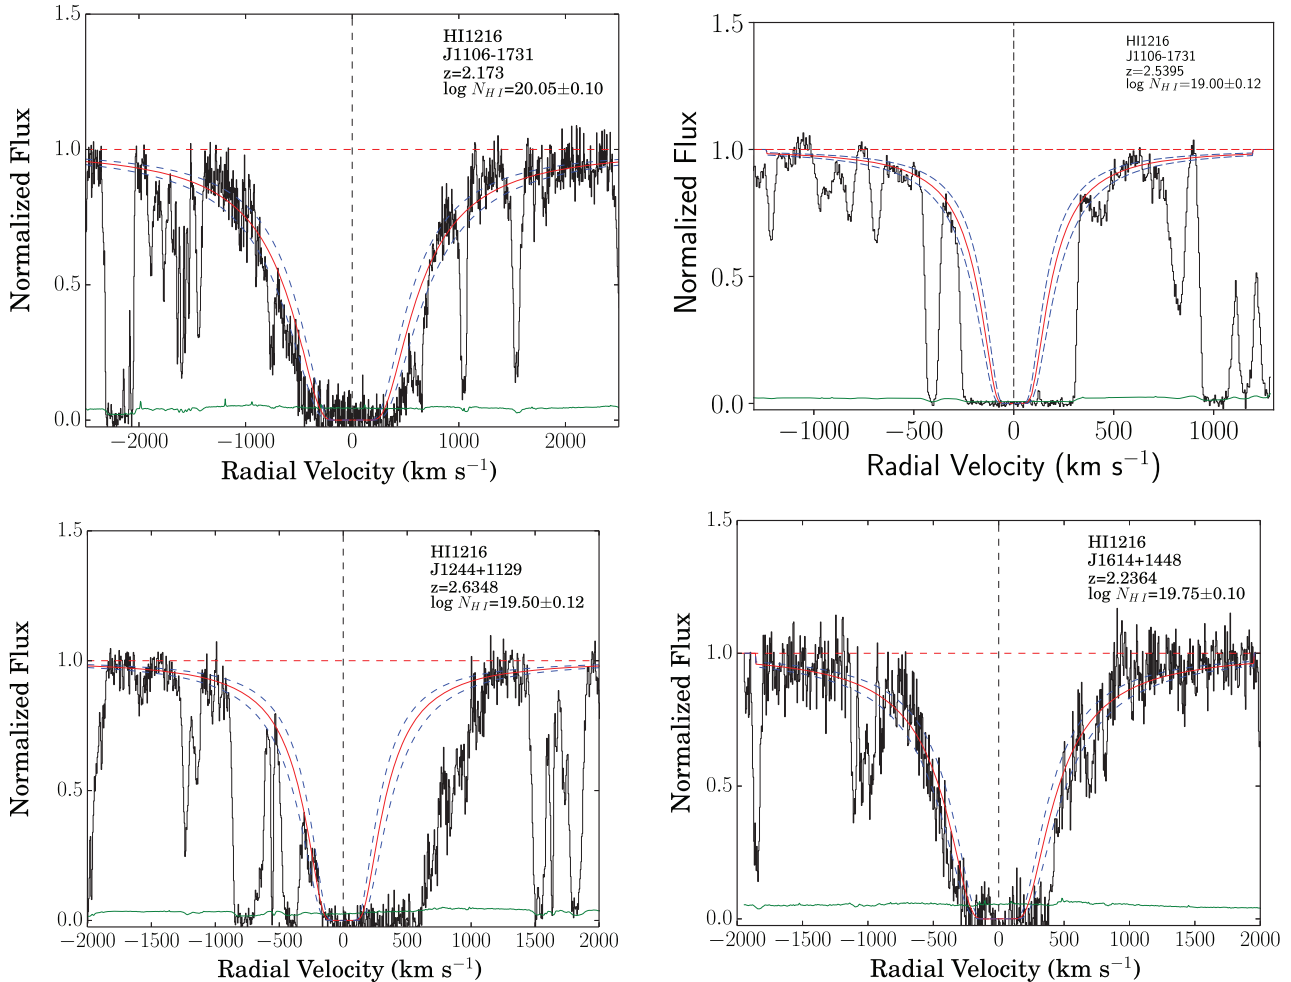 1.5
1.0
0.5
0.0
Normalized Flux
HI1216
J1106-1731
z=2.173
log N_HI=20.05±0.10
−2000 −1000 0 1000 2000
Radial Velocity (km s⁻¹)
1.5
1.0
0.5
0.0
Normalized Flux
HI1216
J1106-1731
z=2.5395
log N_HI=19.00±0.12
−1000 −500 0 500 1000
Radial Velocity (km s⁻¹)
1.5
1.0
0.5
0.0
Normalized Flux
HI1216
J1244+1129
z=2.6348
log N_HI=19.50±0.12
−2000 −1500 −1000 −500 0 500 1000 1500 2000
Radial Velocity (km s⁻¹)
1.5
1.0
0.5
0.0
Normalized Flux
HI1216
J1614+1448
z=2.2364
log N_HI=19.75±0.10
−2000 −1500 −1000 −500 0 500 1000 1500 2000
Radial Velocity (km s⁻¹)